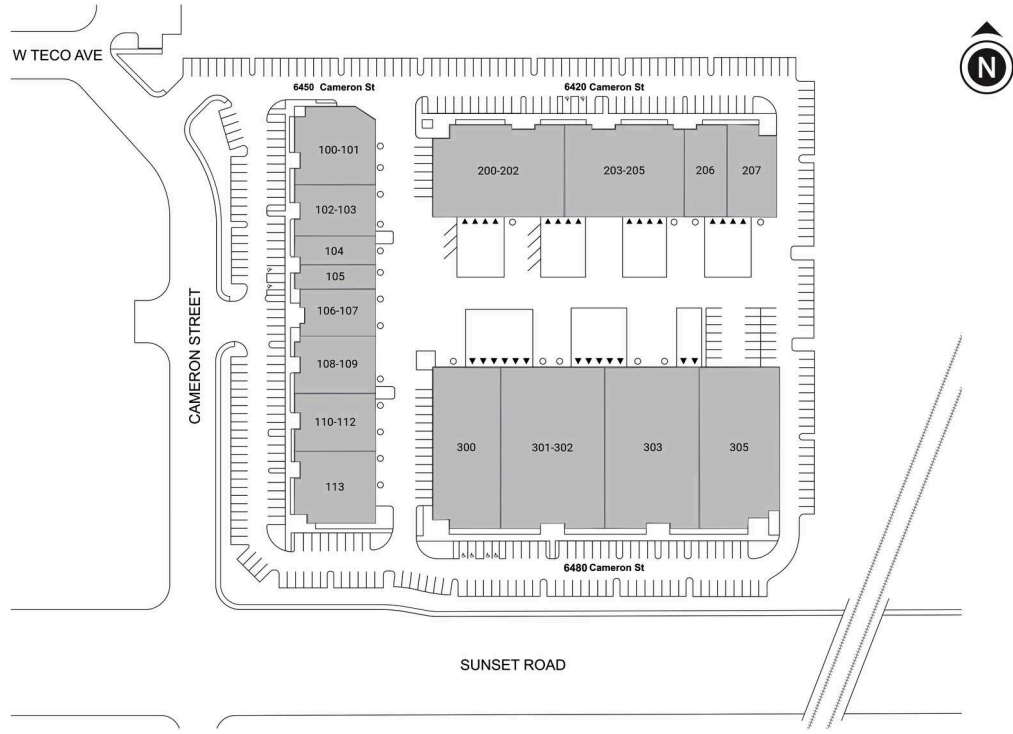 W TECO AVE
N
6450 Cameron St
6420 Cameron St
100-101
102-103
104
105
106-107
108-109
110-112
113
200-202
203-205
206
207
CAMERON STREET
300
301-302
303
305
6480 Cameron St
SUNSET ROAD